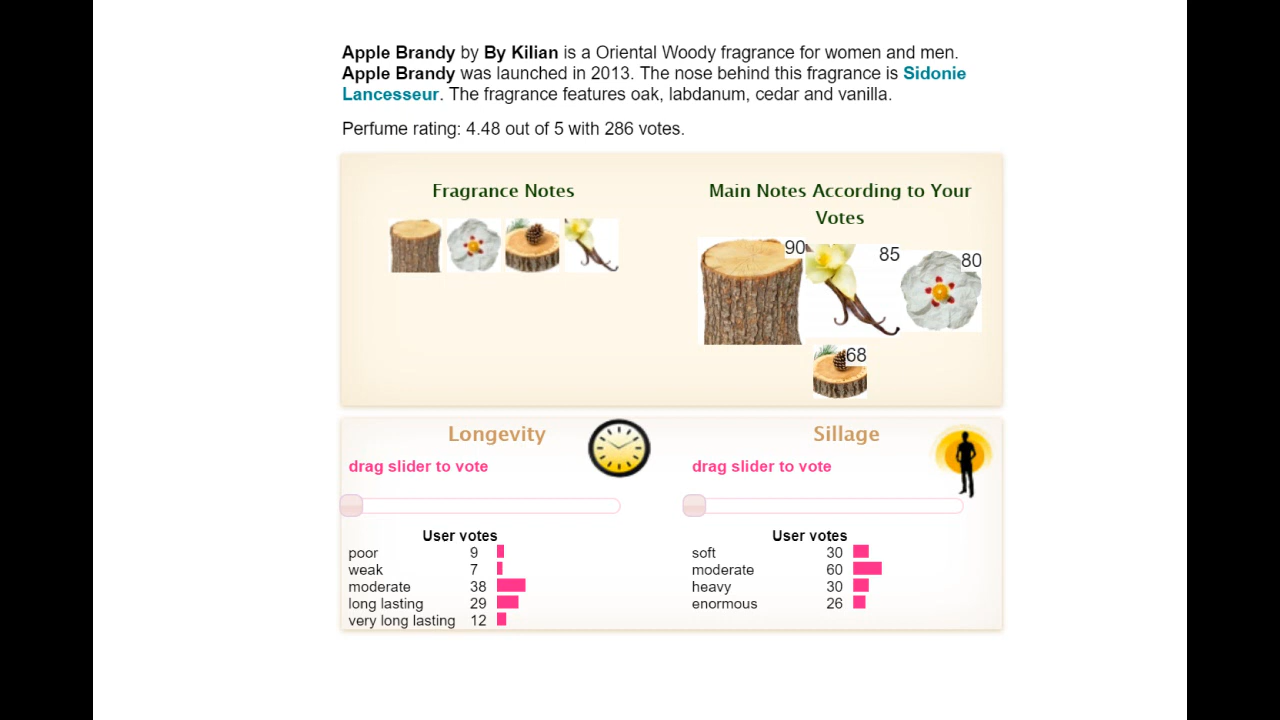 Apple Brandy by By Kilian is a Oriental Woody fragrance for women and men.
Apple Brandy was launched in 2013. The nose behind this fragrance is Sidonie
Lancesseur. The fragrance features oak, labdanum, cedar and vanilla.
Perfume rating: 4.48 out of 5 with 286 votes.
Fragrance Notes
Main Notes According to Your
Votes
90
85
80
68
Longevity
drag slider to vote
User votes
poor 9
weak 7
moderate 38
long lasting 29
very long lasting 12
Sillage
drag slider to vote
User votes
soft 30
moderate 60
heavy 30
enormous 26